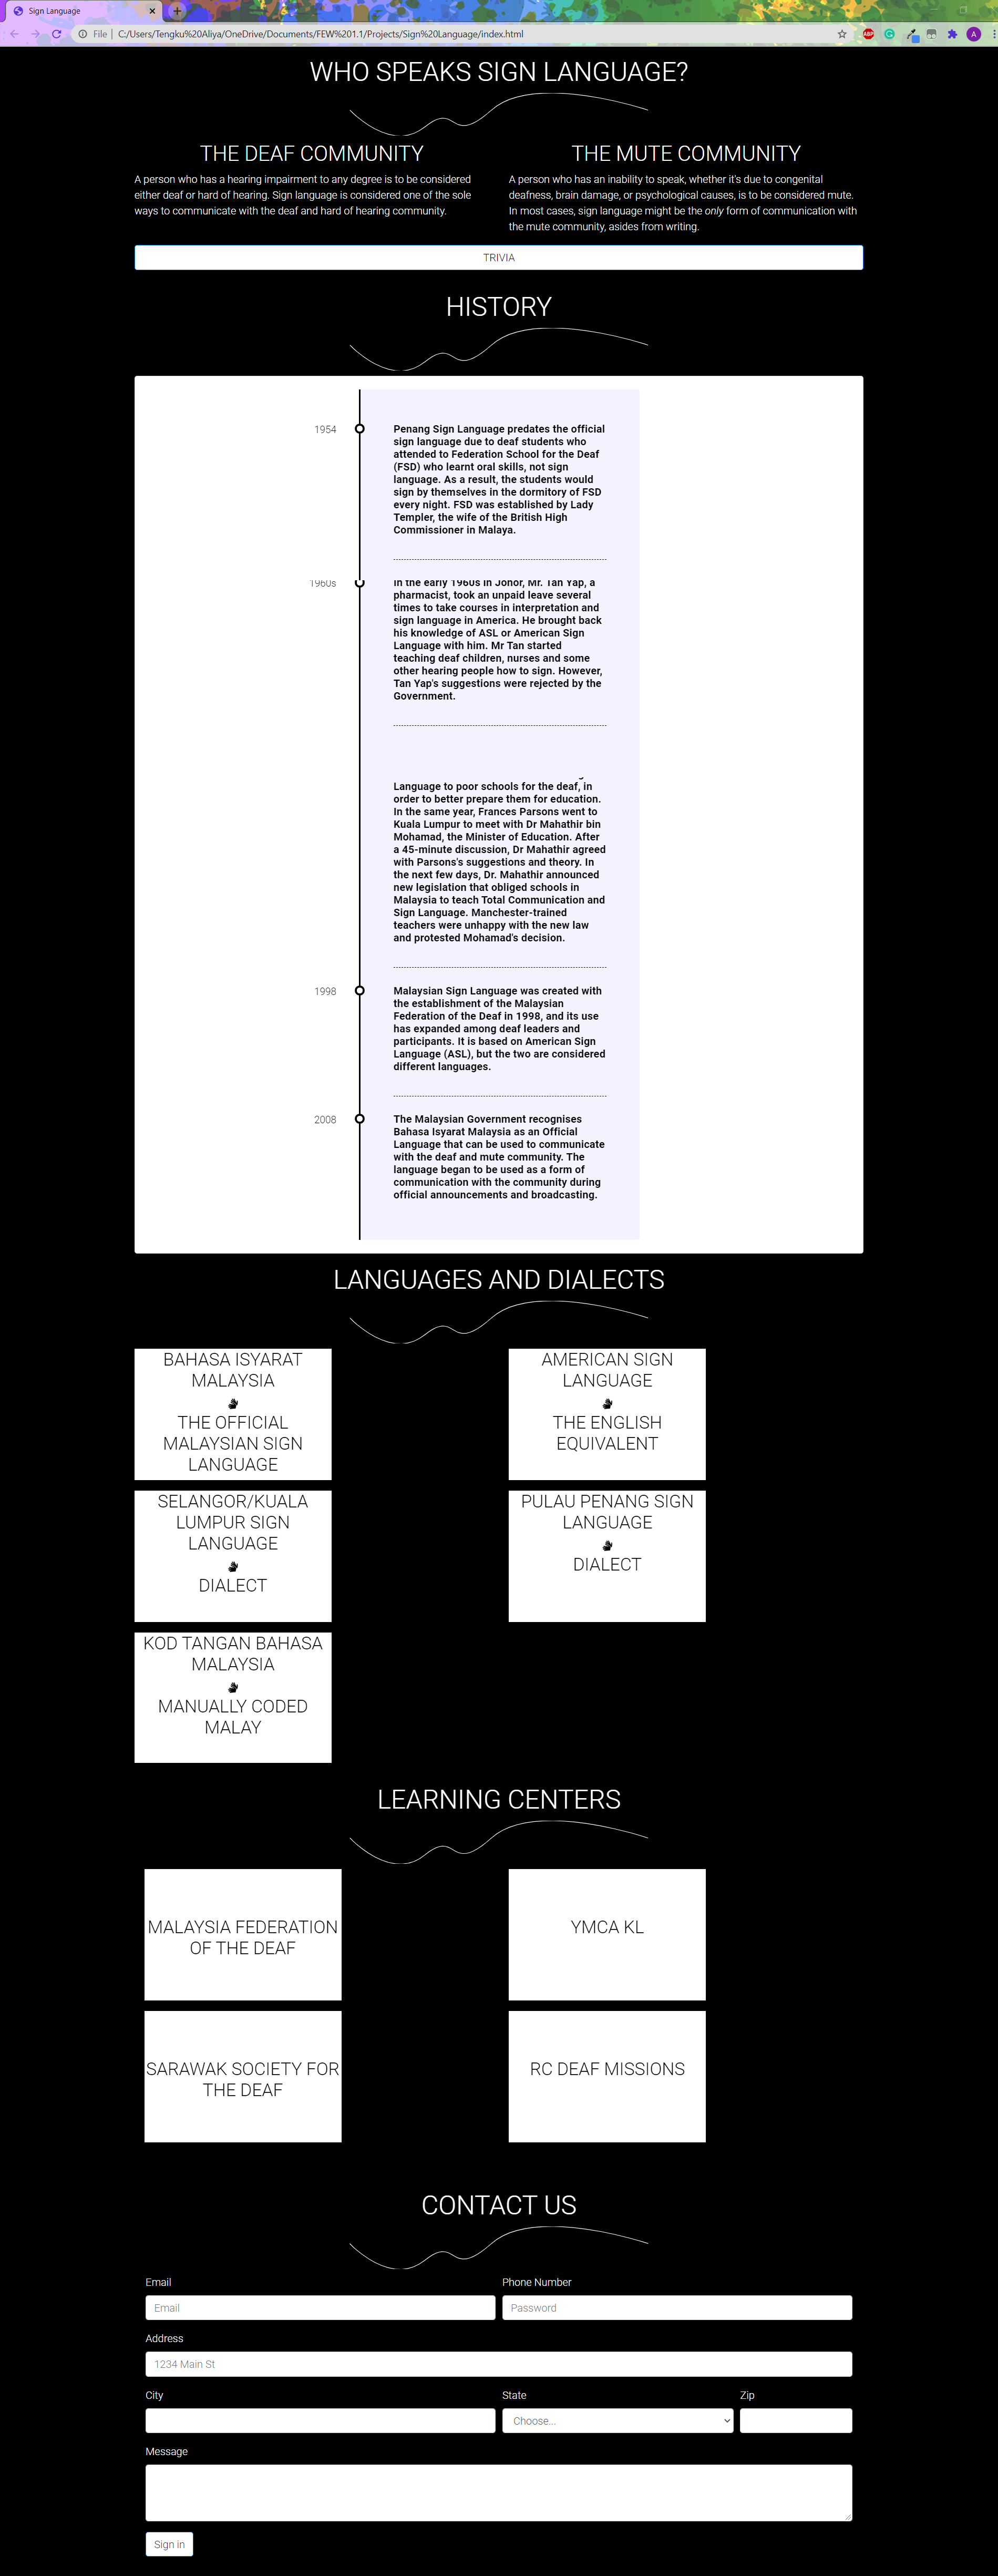 Sign Language
File | C:/Users/Tengku%20Aliya/OneDrive/Documents/FEW%201.1/Projects/Sign%20Language/index.html
ABP
A
WHO SPEAKS SIGN LANGUAGE?
THE DEAF COMMUNITY
A person who has a hearing impairment to any degree is to be considered
either deaf or hard of hearing. Sign language is considered one of the sole
ways to communicate with the deaf and hard of hearing community.
THE MUTE COMMUNITY
A person who has an inability to speak, whether it's due to congenital
deafness, brain damage, or psychological causes, is to be considered mute.
In most cases, sign language might be the only form of communication with
the mute community, asides from writing.
TRIVIA
HISTORY
1954
Penang Sign Language predates the official
sign language due to deaf students who
attended to Federation School for the Deaf
(FSD) who learnt oral skills, not sign
language. As a result, the students would
sign by themselves in the dormitory of FSD
every night. FSD was established by Lady
Templer, the wife of the British High
Commissioner in Malaya.
1960s
In the early 1960s in Johor, Mr. Tan Yap, a
pharmacist, took an unpaid leave several
times to take courses in interpretation and
sign language in America. He brought back
his knowledge of ASL or American Sign
Language with him. Mr Tan started
teaching deaf children, nurses and some
other hearing people how to sign. However,
Tan Yap's suggestions were rejected by the
Government.
Language to poor schools for the deaf, in
order to better prepare them for education.
In the same year, Frances Parsons went to
Kuala Lumpur to meet with Dr Mahathir bin
Mohamad, the Minister of Education. After
a 45-minute discussion, Dr Mahathir agreed
with Parsons's suggestions and theory. In
the next few days, Dr. Mahathir announced
new legislation that obliged schools in
Malaysia to teach Total Communication and
Sign Language. Manchester-trained
teachers were unhappy with the new law
and protested Mohamad's decision.
1998
Malaysian Sign Language was created with
the establishment of the Malaysian
Federation of the Deaf in 1998, and its use
has expanded among deaf leaders and
participants. It is based on American Sign
Language (ASL), but the two are considered
different languages.
2008
The Malaysian Government recognises
Bahasa Isyarat Malaysia as an Official
Language that can be used to communicate
with the deaf and mute community. The
language began to be used as a form of
communication with the community during
official announcements and broadcasting.
LANGUAGES AND DIALECTS
BAHASA ISYARAT
MALAYSIA
THE OFFICIAL
MALAYSIAN SIGN
LANGUAGE
AMERICAN SIGN
LANGUAGE
THE ENGLISH
EQUIVALENT
SELANGOR/KUALA
LUMPUR SIGN
LANGUAGE
DIALECT
PULAU PENANG SIGN
LANGUAGE
DIALECT
KOD TANGAN BAHASA
MALAYSIA
MANUALLY CODED
MALAY
LEARNING CENTERS
MALAYSIA FEDERATION
OF THE DEAF
YMCA KL
SARAWAK SOCIETY FOR
THE DEAF
RC DEAF MISSIONS
CONTACT US
Email
Phone Number
Email
Password
Address
1234 Main St
City
State
Zip
Choose...
Message
Sign in